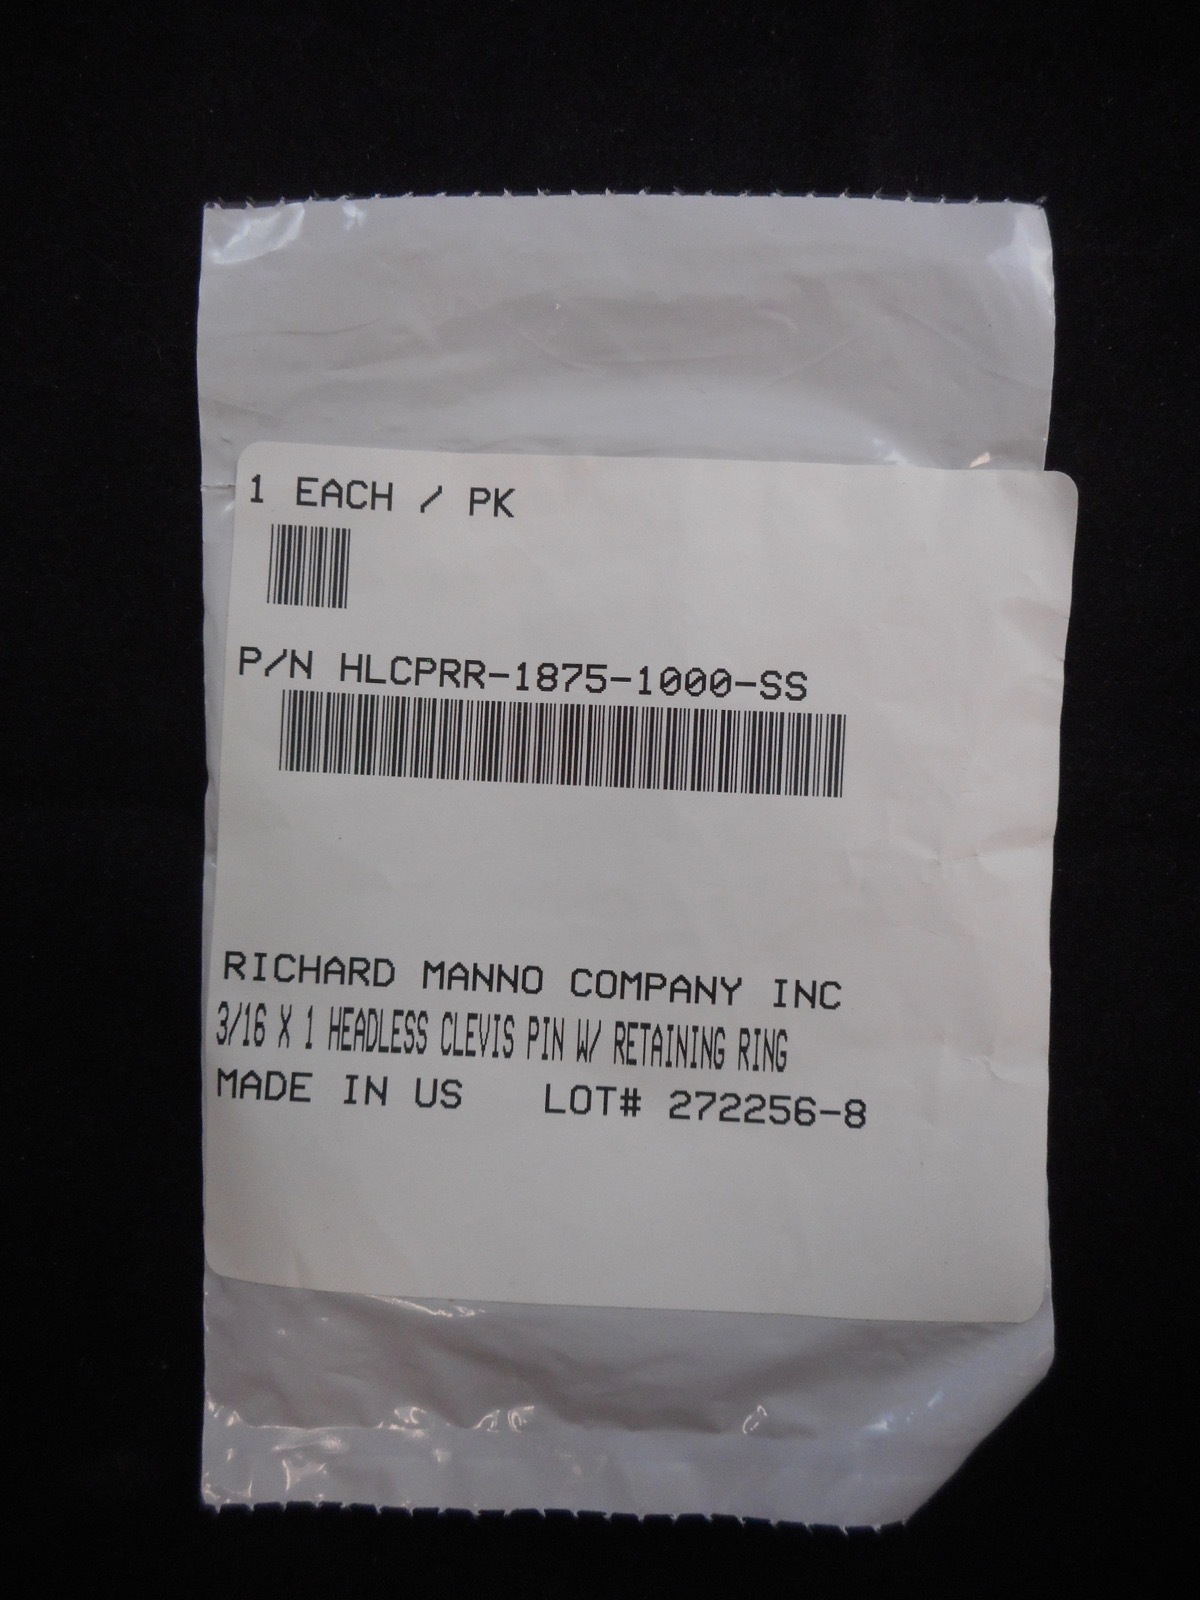 1 EACH / PK
P/N HLCPRR-1875-1000-SS
RICHARD MANNO COMPANY INC
3/16 X 1 HEADLESS CLEVIS PIN W/ RETAINING RING
MADE IN US LOT# 272256-8